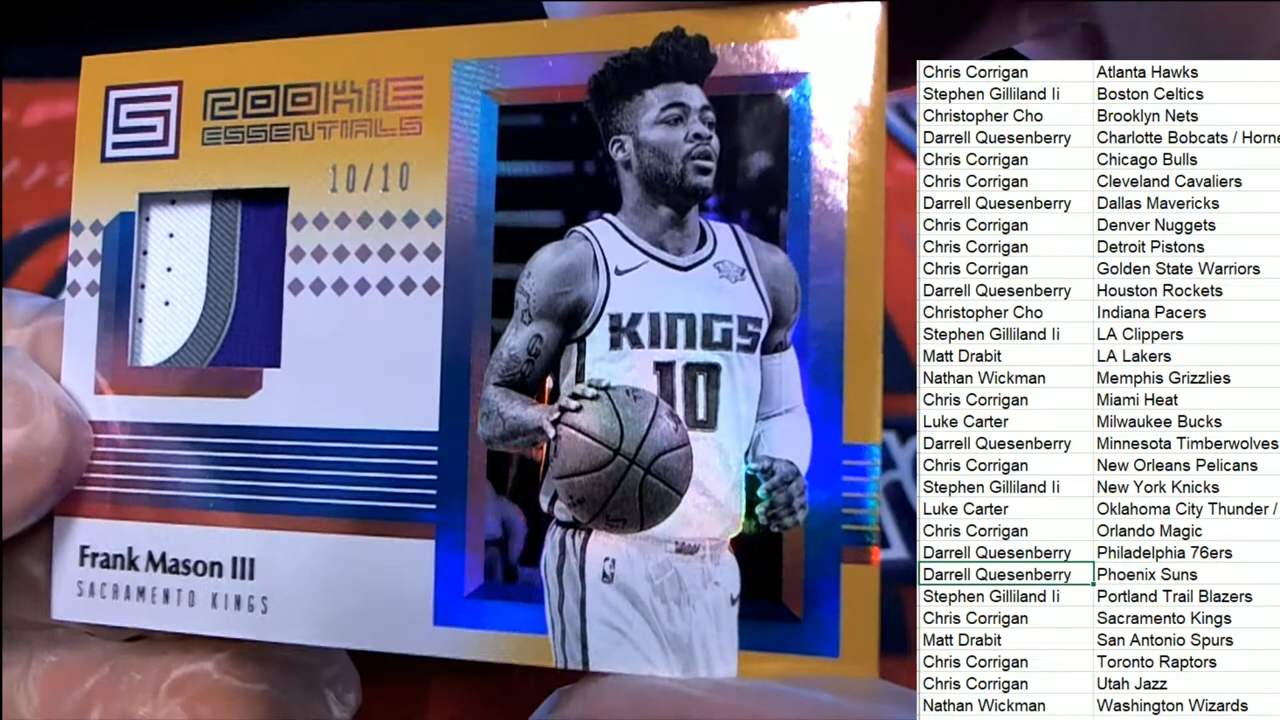 ROOKIE
ESSENTIALS
10/10
KINGS
10
Frank Mason III
SACRAMENTO KINGS
Chris Corrigan Atlanta Hawks
Stephen Gilliland Ii Boston Celtics
Christopher Cho Brooklyn Nets
Darrell Quesenberry Charlotte Bobcats / Horne
Chris Corrigan Chicago Bulls
Chris Corrigan Cleveland Cavaliers
Darrell Quesenberry Dallas Mavericks
Chris Corrigan Denver Nuggets
Chris Corrigan Detroit Pistons
Chris Corrigan Golden State Warriors
Darrell Quesenberry Houston Rockets
Christopher Cho Indiana Pacers
Stephen Gilliland Ii LA Clippers
Matt Drabit LA Lakers
Nathan Wickman Memphis Grizzlies
Chris Corrigan Miami Heat
Luke Carter Milwaukee Bucks
Darrell Quesenberry Minnesota Timberwolves
Chris Corrigan New Orleans Pelicans
Stephen Gilliland Ii New York Knicks
Luke Carter Oklahoma City Thunder /
Chris Corrigan Orlando Magic
Darrell Quesenberry Philadelphia 76ers
Darrell Quesenberry Phoenix Suns
Stephen Gilliland Ii Portland Trail Blazers
Chris Corrigan Sacramento Kings
Matt Drabit San Antonio Spurs
Chris Corrigan Toronto Raptors
Chris Corrigan Utah Jazz
Nathan Wickman Washington Wizards